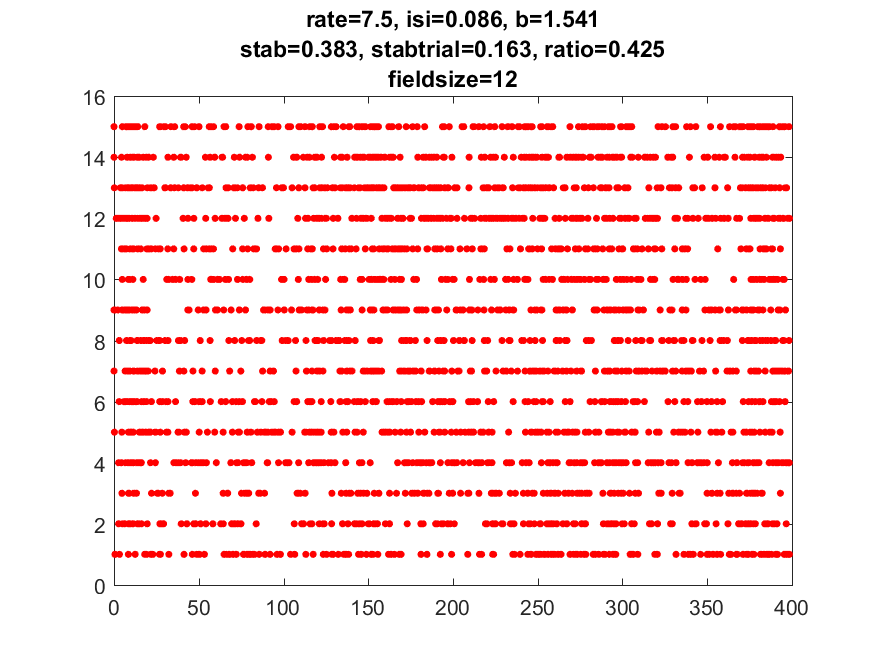 rate=7.5, isi=0.086, b=1.541
stab=0.383, stabtrial=0.163, ratio=0.425
fieldsize=12
16
14
12
10
8
6
4
2
0
0 50 100 150 200 250 300 350 400